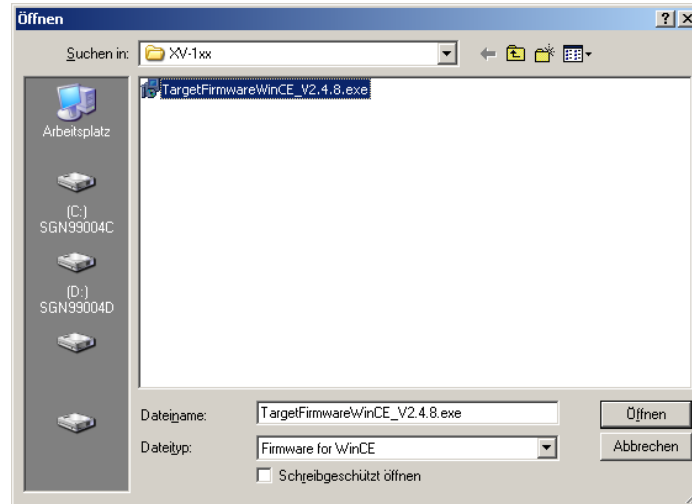 Öffnen
Suchen in: XV-1xx
TargetFirmwareWinCE_V2.4.8.exe
Arbeitsplatz
(C:)
SGN99004C
(D:)
SGN99004D
Dateiname: TargetFirmwareWinCE_V2.4.8.exe Öffnen
Dateityp: Firmware for WinCE Abbrechen
Schreibgeschützt öffnen